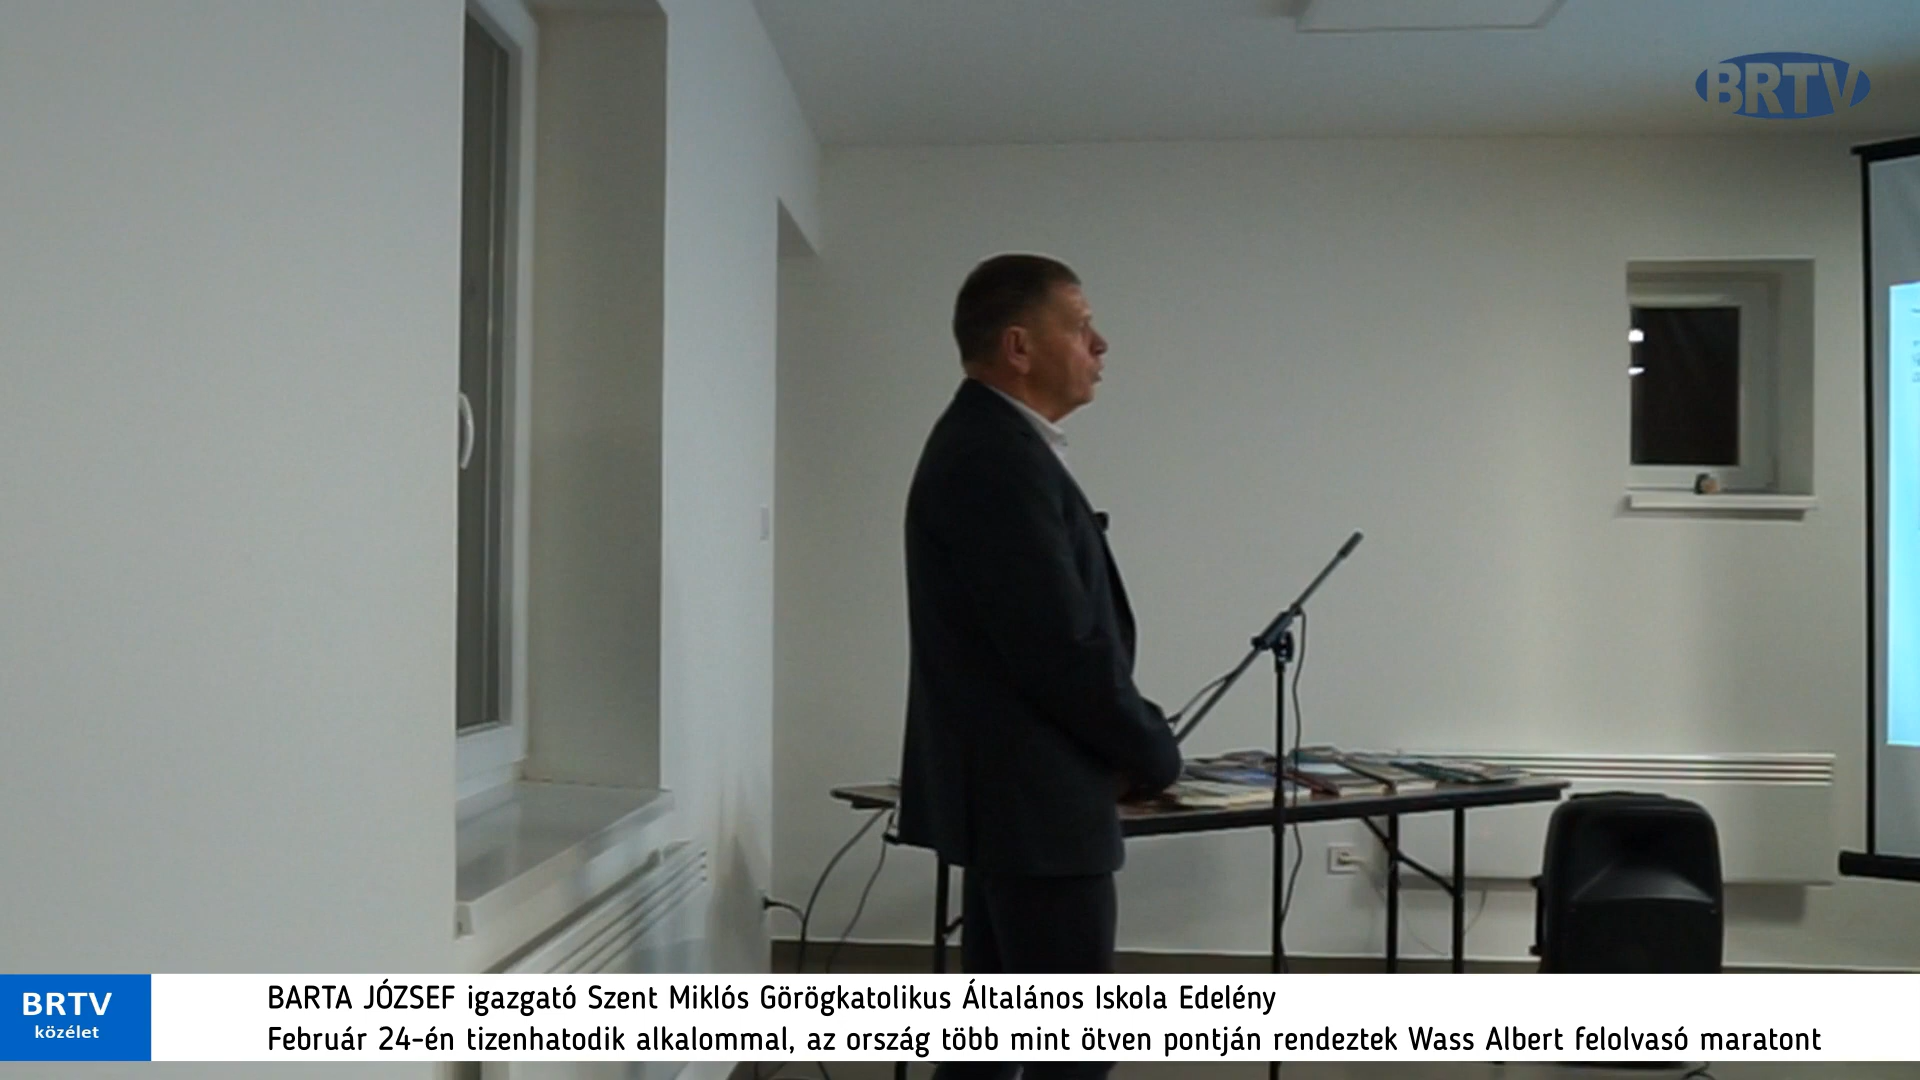 BRTV
BRTV
közélet
BARTA JÓZSEF igazgató Szent Miklós Görögkatolikus Általános Iskola Edelény
Február 24-én tizenhatodik alkalommal, az ország több mint ötven pontján rendeztek Wass Albert felolvasó maratont